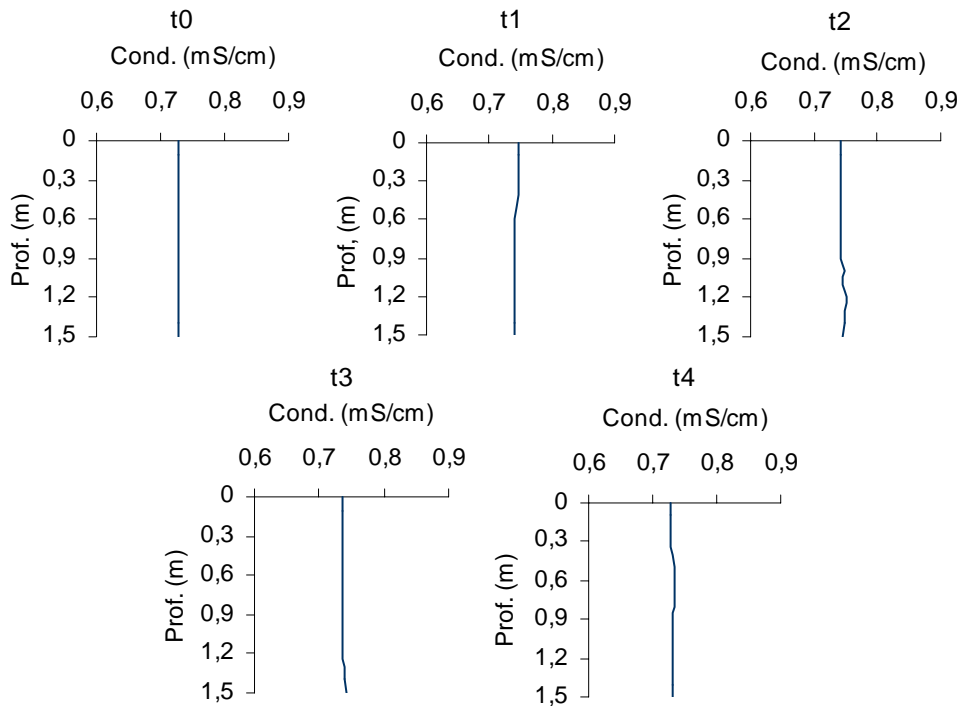 t0
Cond. (mS/cm)
0,6 0,7 0,8 0,9
0
0,3
0,6
0,9
1,2
1,5
Prof. (m)
t1
Cond. (mS/cm)
0,6 0,7 0,8 0,9
0
0,3
0,6
0,9
1,2
1,5
Prof, (m)
t2
Cond. (mS/cm)
0,6 0,7 0,8 0,9
0
0,3
0,6
0,9
1,2
1,5
Prof. (m)
t3
Cond. (mS/cm)
0,6 0,7 0,8 0,9
0
0,3
0,6
0,9
1,2
1,5
Prof. (m)
t4
Cond. (mS/cm)
0,6 0,7 0,8 0,9
0
0,3
0,6
0,9
1,2
1,5
Prof. (m)